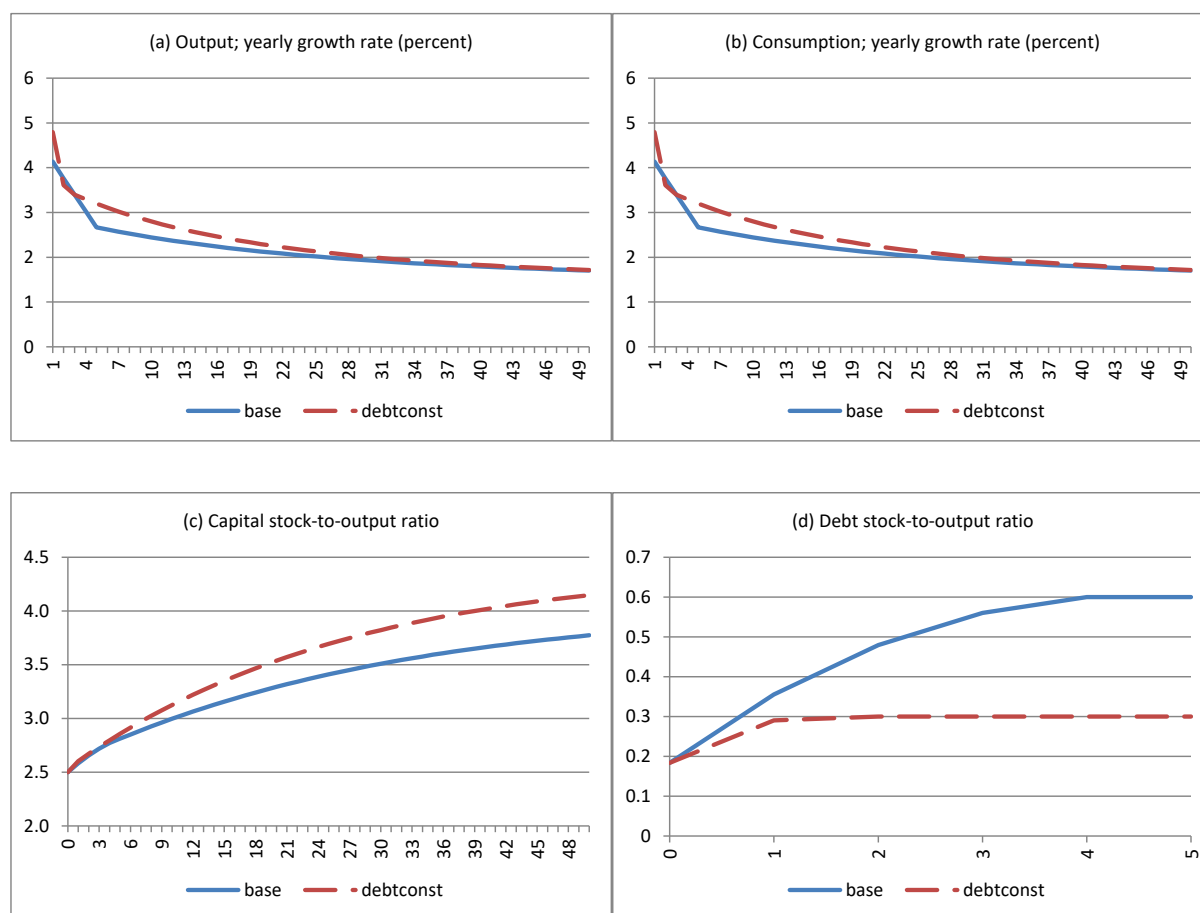 (a) Output; yearly growth rate (percent)
6
5
4
3
2
1
0
1 4 7 10 13 16 19 22 25 28 31 34 37 40 43 46 49
base debtconst
(b) Consumption; yearly growth rate (percent)
6
5
4
3
2
1
0
1 4 7 10 13 16 19 22 25 28 31 34 37 40 43 46 49
base debtconst
(c) Capital stock-to-output ratio
4.5
4.0
3.5
3.0
2.5
2.0
0 3 6 9 12 15 18 21 24 27 30 33 36 39 42 45 48
base debtconst
(d) Debt stock-to-output ratio
0.7
0.6
0.5
0.4
0.3
0.2
0.1
0
0 1 2 3 4 5
base debtconst